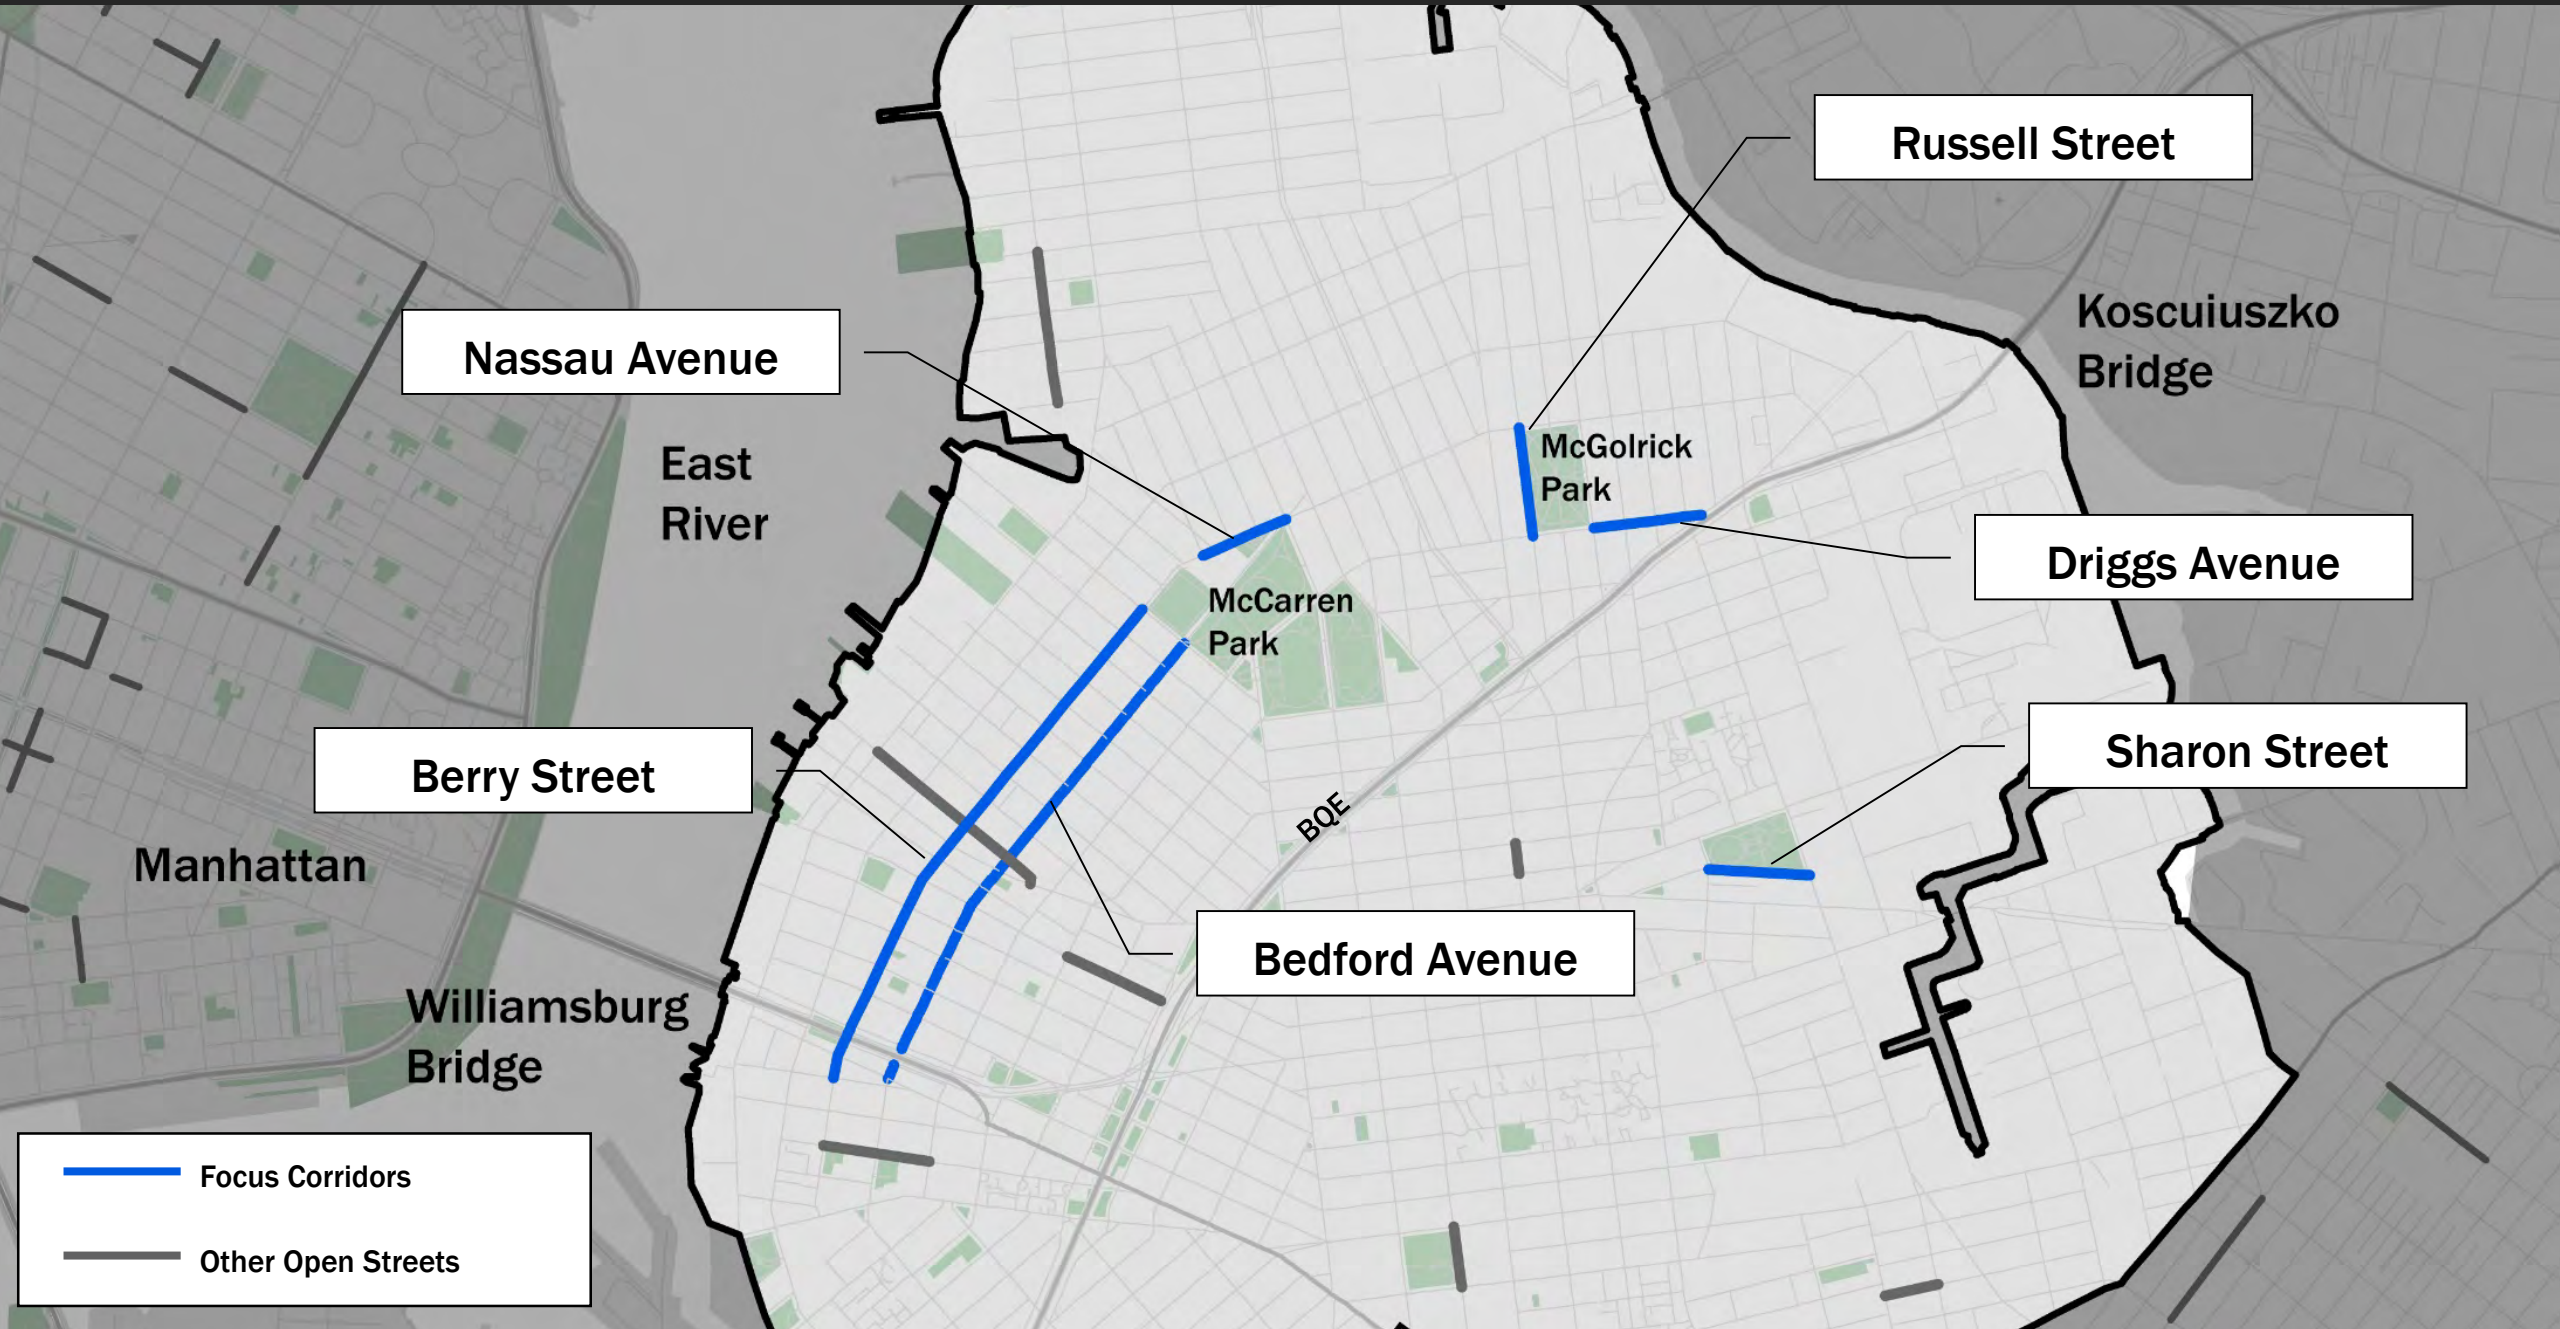 Russell Street
Koscuiuszko
Bridge
Nassau Avenue
East
River
McGolrick
Park
Driggs Avenue
McCarren
Park
Sharon Street
Berry Street
BQE
Manhattan
Bedford Avenue
Williamsburg
Bridge
Focus Corridors
Other Open Streets